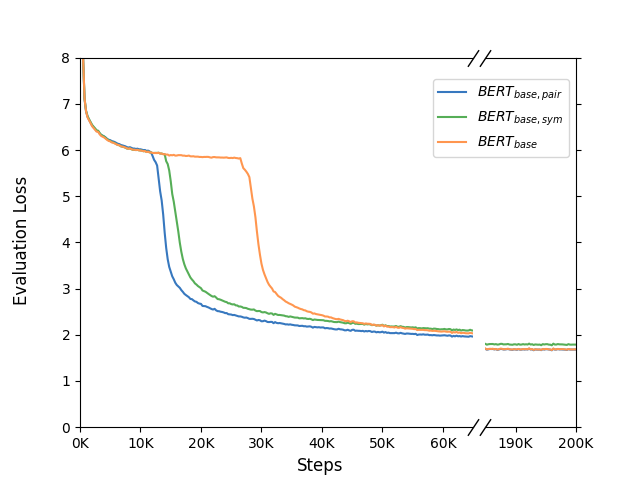 8
7
6
5
4
3
2
1
0
Evaluation Loss
BERT_base,pair
BERT_base,sym
BERT_base
0K 10K 20K 30K 40K 50K 60K 190K 200K
Steps